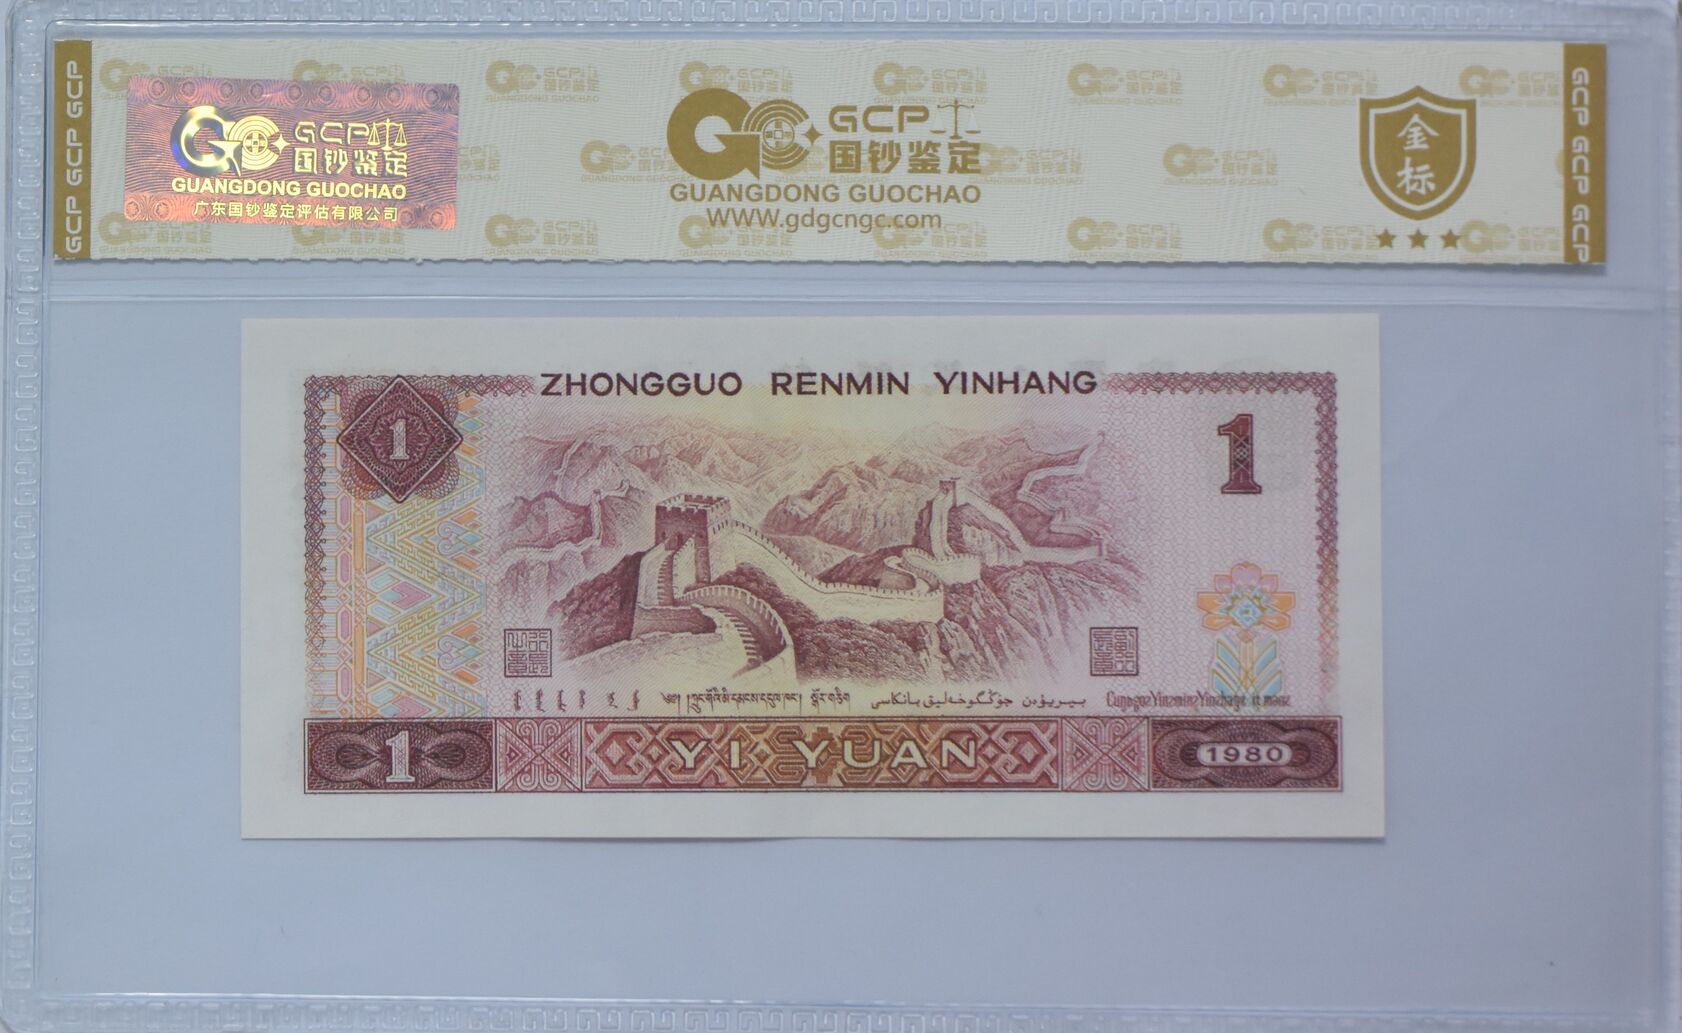 GCP GCP GCP
GCP 国钞鉴定
GUANGDONG GUOCHAO
广东国钞鉴定评估有限公司
GCP 国钞鉴定
GUANGDONG GUOCHAO
WWW.gdgcngc.com
金标
GCP GCP GCP
ZHONGGUO RENMIN YINHANG
1
1
1
YI YUAN
1980